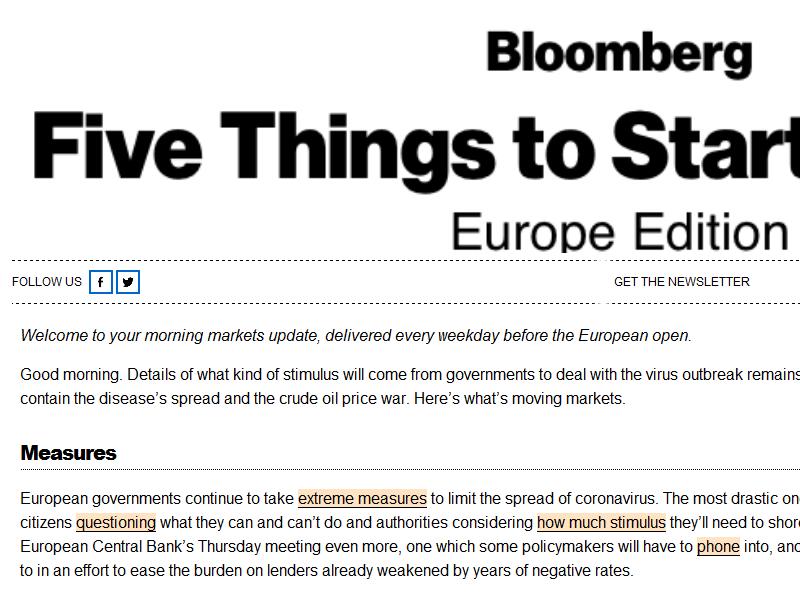 Bloomberg
Five Things to Start
Europe Edition
FOLLOW US
GET THE NEWSLETTER
Welcome to your morning markets update, delivered every weekday before the European open.
Good morning. Details of what kind of stimulus will come from governments to deal with the virus outbreak remains
contain the disease’s spread and the crude oil price war. Here’s what’s moving markets.
Measures
European governments continue to take extreme measures to limit the spread of coronavirus. The most drastic
citizens questioning what they can and can’t do and authorities considering how much stimulus they’ll need to
European Central Bank’s Thursday meeting even more, one which some policymakers will have to phone into,
to in an effort to ease the burden on lenders already weakened by years of negative rates.